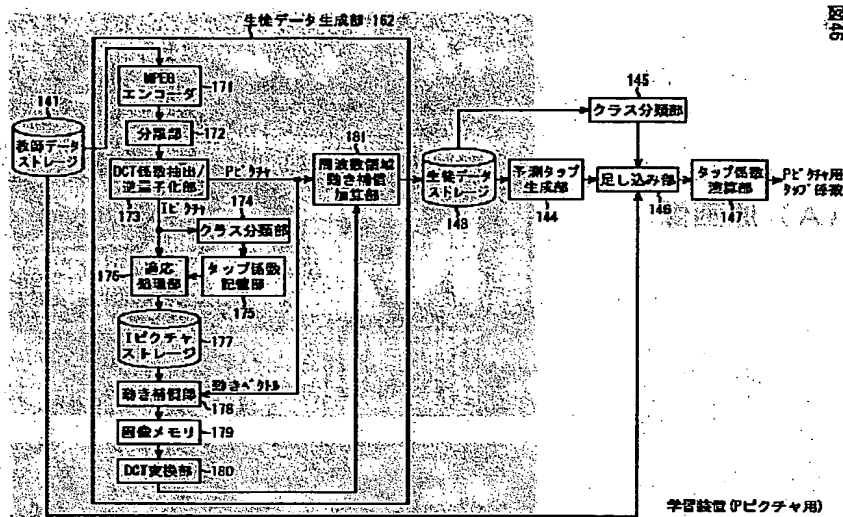 図46
生徒データ生成部 162
141
教師データ
ストレージ
MPEG
エンコーダ
171
分離部
172
DCT係数抽出/
逆量子化部
173
Pピクチャ
Iピクチャ
174
クラス分類部
適応
処理部
176
タップ係数
記憶部
175
Iピクチャ
ストレージ
177
動きベクトル
動き補償部
178
画像メモリ
179
DCT変換部
180
181
周波数領域
動き補償
加算部
生徒データ
ストレージ
143
予測タップ
生成部
144
145
クラス分類部
足し込み部
146
タップ係数
演算部
147
Pピクチャ用
タップ係数
学習装置(Pピクチャ用)